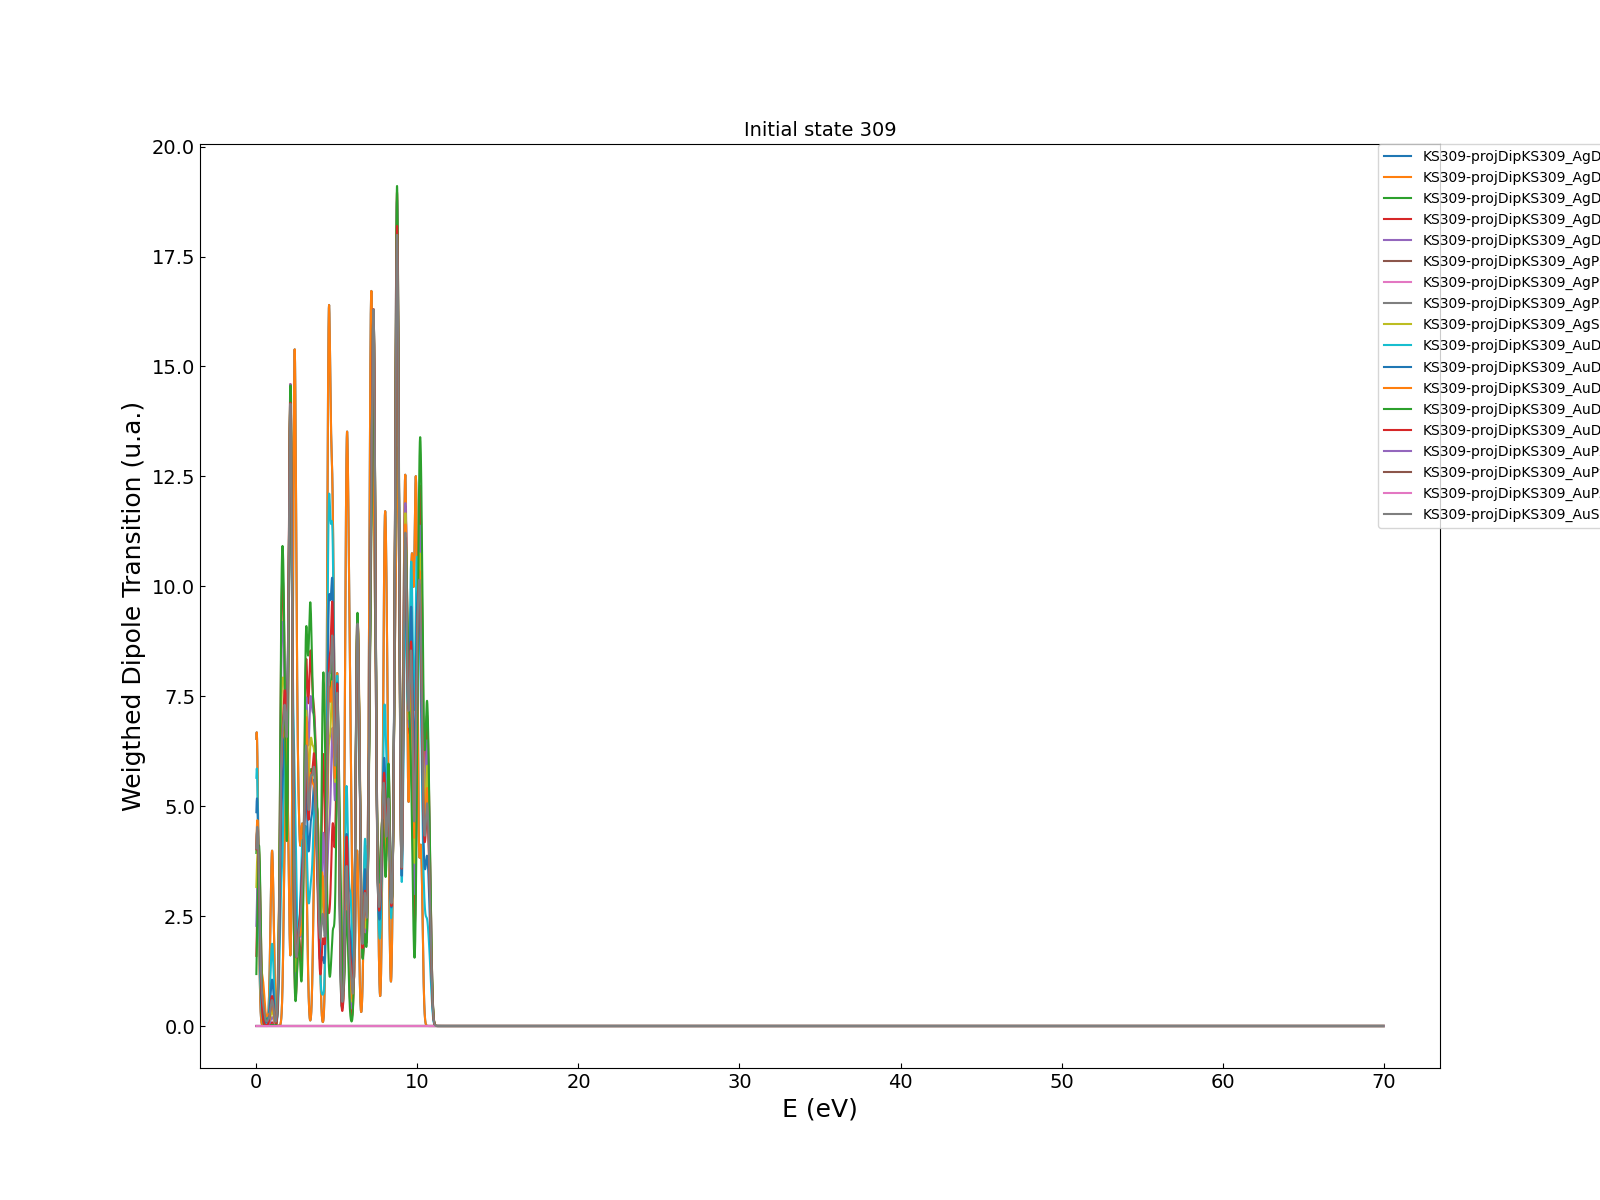 Initial state 309
Weigthed Dipole Transition (u.a.)
20.0
17.5
15.0
12.5
10.0
7.5
5.0
2.5
0.0
0 10 20 30 40 50 60 70
E (eV)
KS309-projDipKS309_AgD
KS309-projDipKS309_AgD
KS309-projDipKS309_AgD
KS309-projDipKS309_AgD
KS309-projDipKS309_AgD
KS309-projDipKS309_AgP
KS309-projDipKS309_AgP
KS309-projDipKS309_AgP
KS309-projDipKS309_AgS
KS309-projDipKS309_AuD
KS309-projDipKS309_AuD
KS309-projDipKS309_AuD
KS309-projDipKS309_AuD
KS309-projDipKS309_AuD
KS309-projDipKS309_AuP
KS309-projDipKS309_AuP
KS309-projDipKS309_AuP
KS309-projDipKS309_AuS